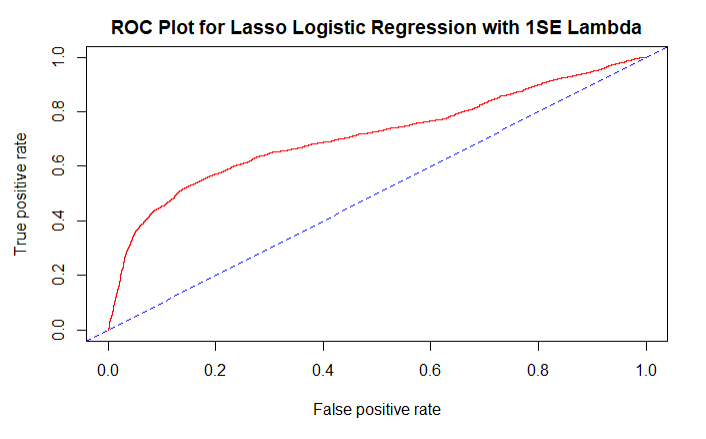 ROC Plot for Lasso Logistic Regression with 1SE Lambda
True positive rate
1.0
0.8
0.6
0.4
0.2
0.0
0.0 0.2 0.4 0.6 0.8 1.0
False positive rate